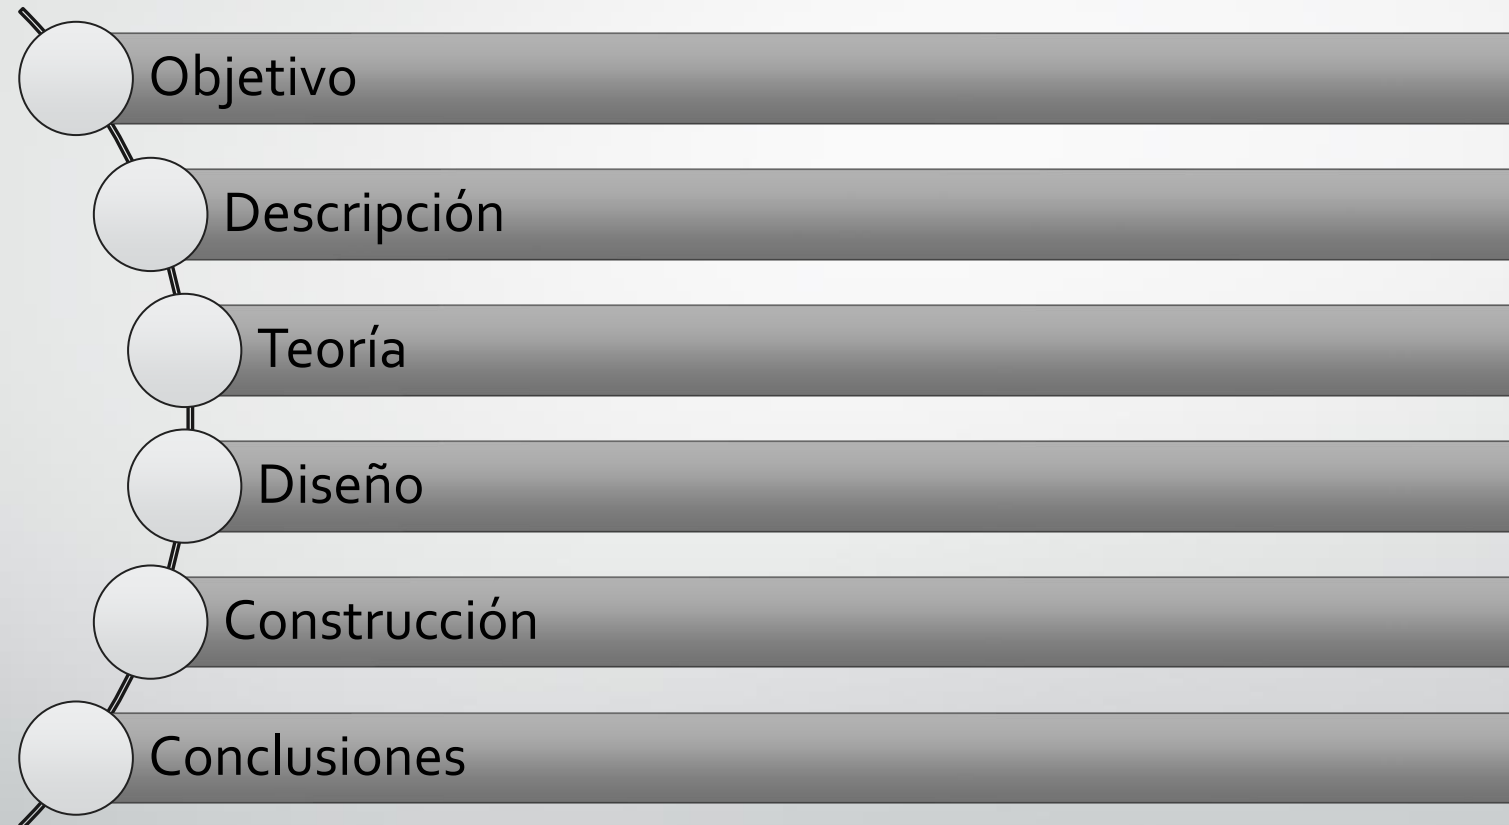 Objetivo
Descripción
Teoría
Diseño
Construcción
Conclusiones